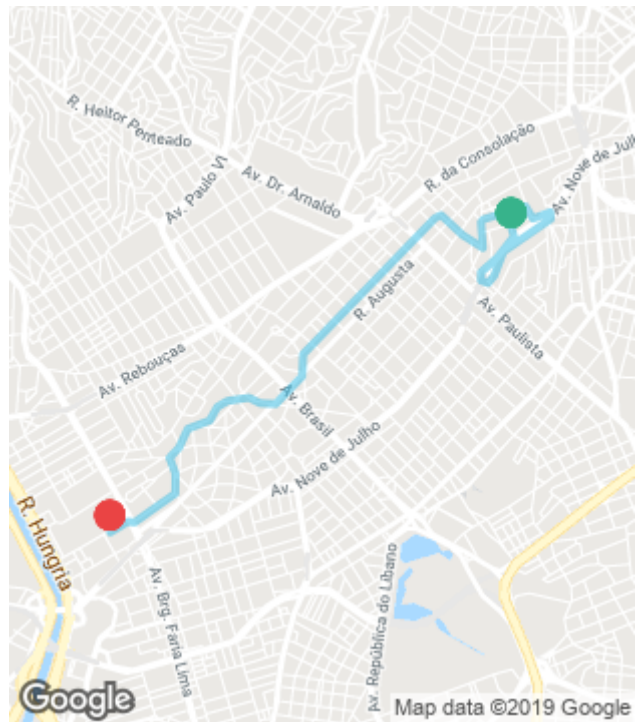 R. Heitor Penteado
Av. Paulo VI
Av. Dr. Arnaldo
R. da Consolação
Av. Nove de Julh
R. Augusta
Av. Paulista
Av. Rebouças
Av. Brasil
Av. Nove de Julho
R. Hungria
Av. Brg. Faria Lima
Av. República do Líbano
Google
Map data ©2019 Google